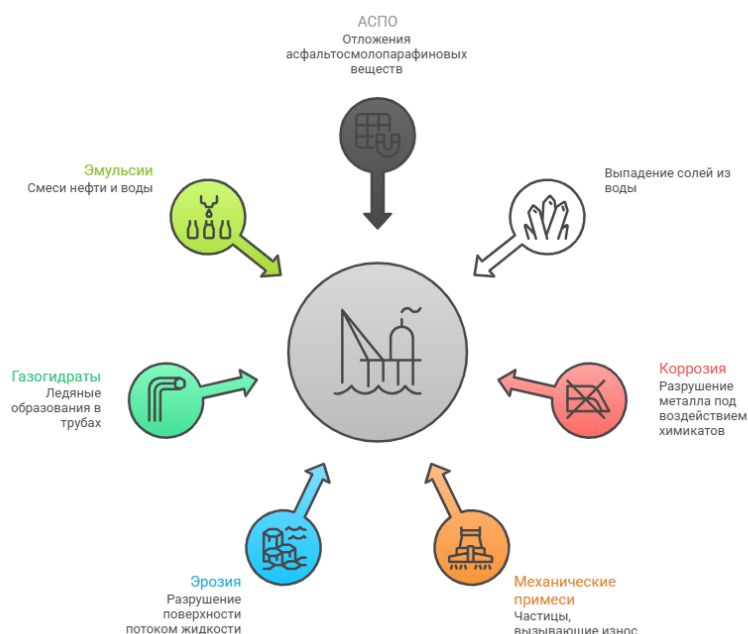 АСПО
Отложения
асфальтосмолопарафиновых
веществ
Эмульсии
Смеси нефти и воды
Выпадение солей из
воды
Газогидраты
Ледяные
образования в
трубах
Коррозия
Разрушение
металла под
воздействием
химикатов
Эрозия
Разрушение
поверхности
потоком жидкости
Механические
примеси
Частицы,
вызывающие износ